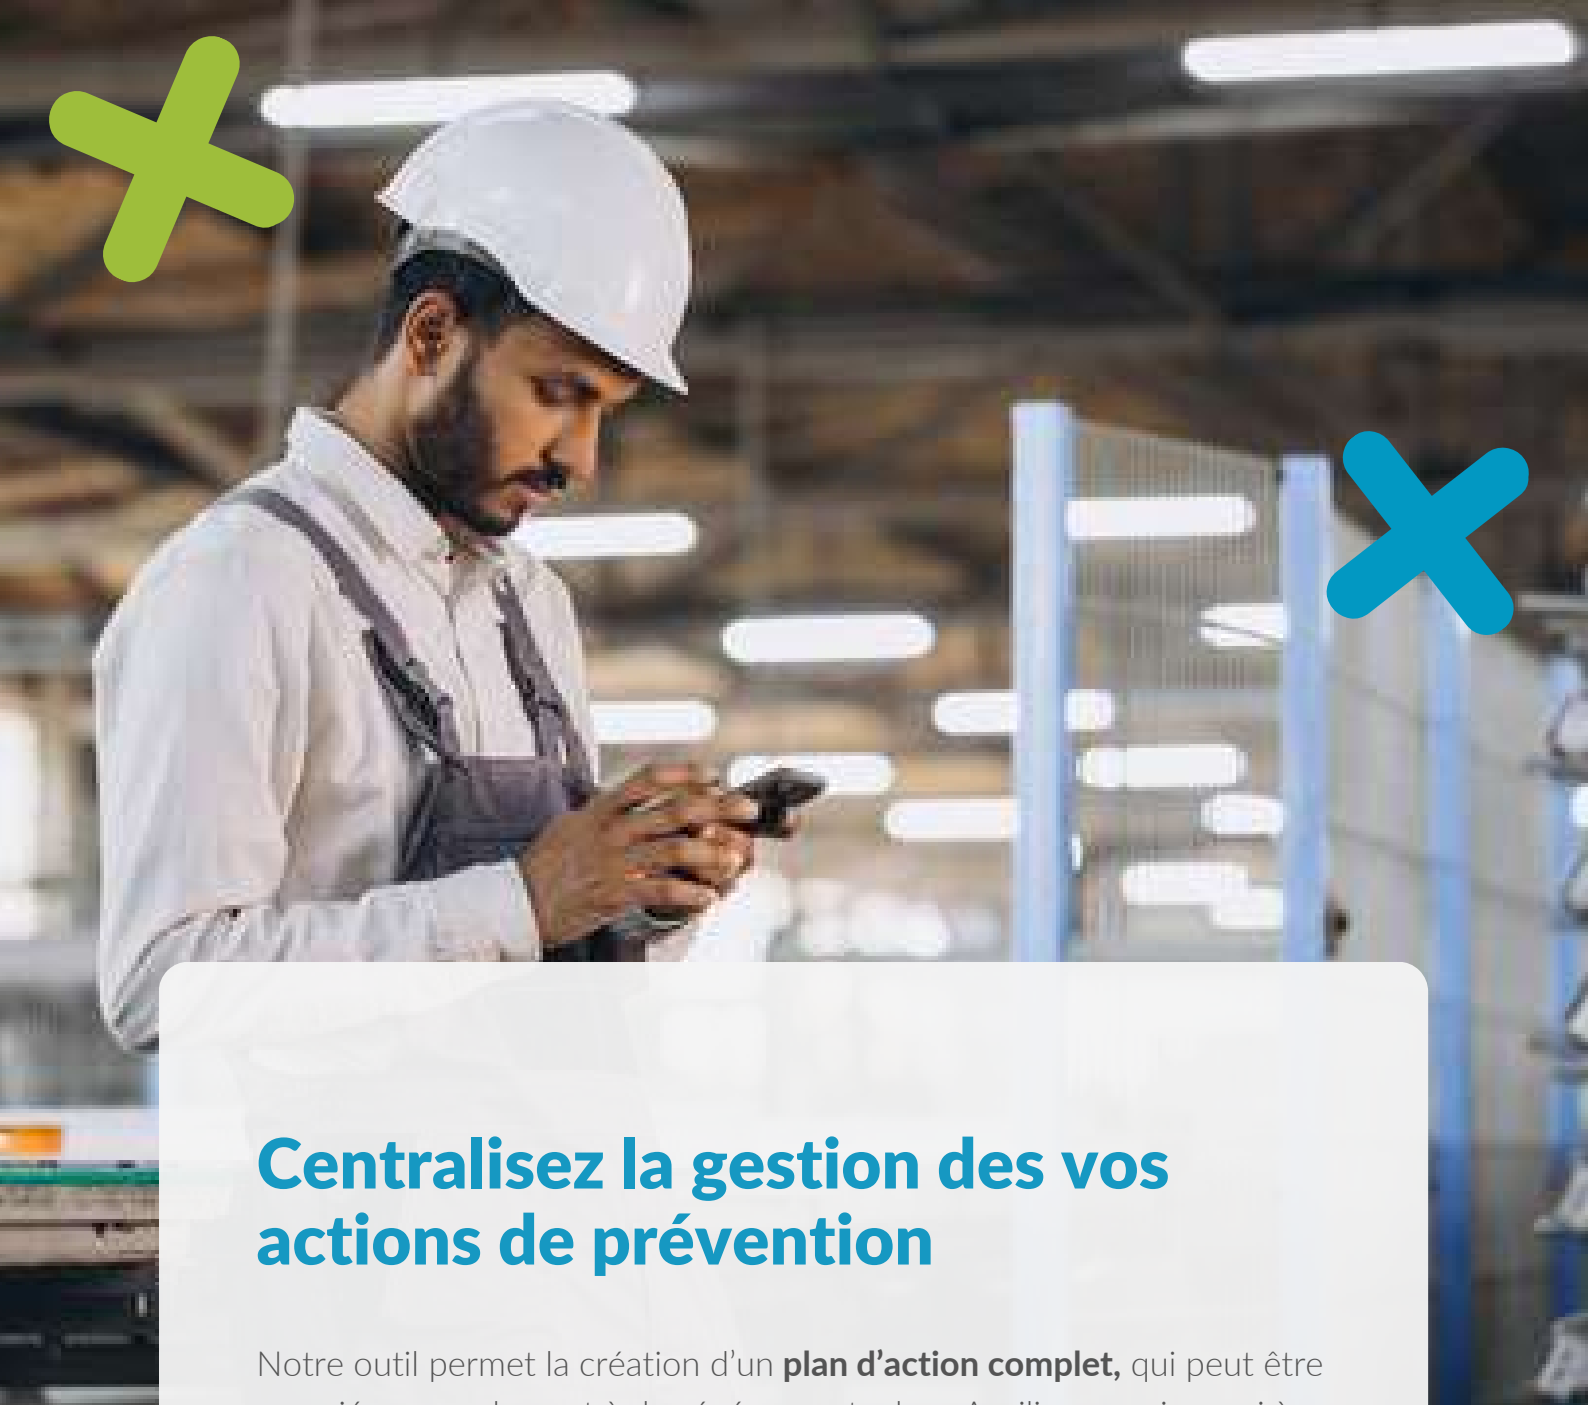 Centralisez la gestion des vos
actions de prévention
Notre outil permet la création d’un plan d’action complet, qui peut être